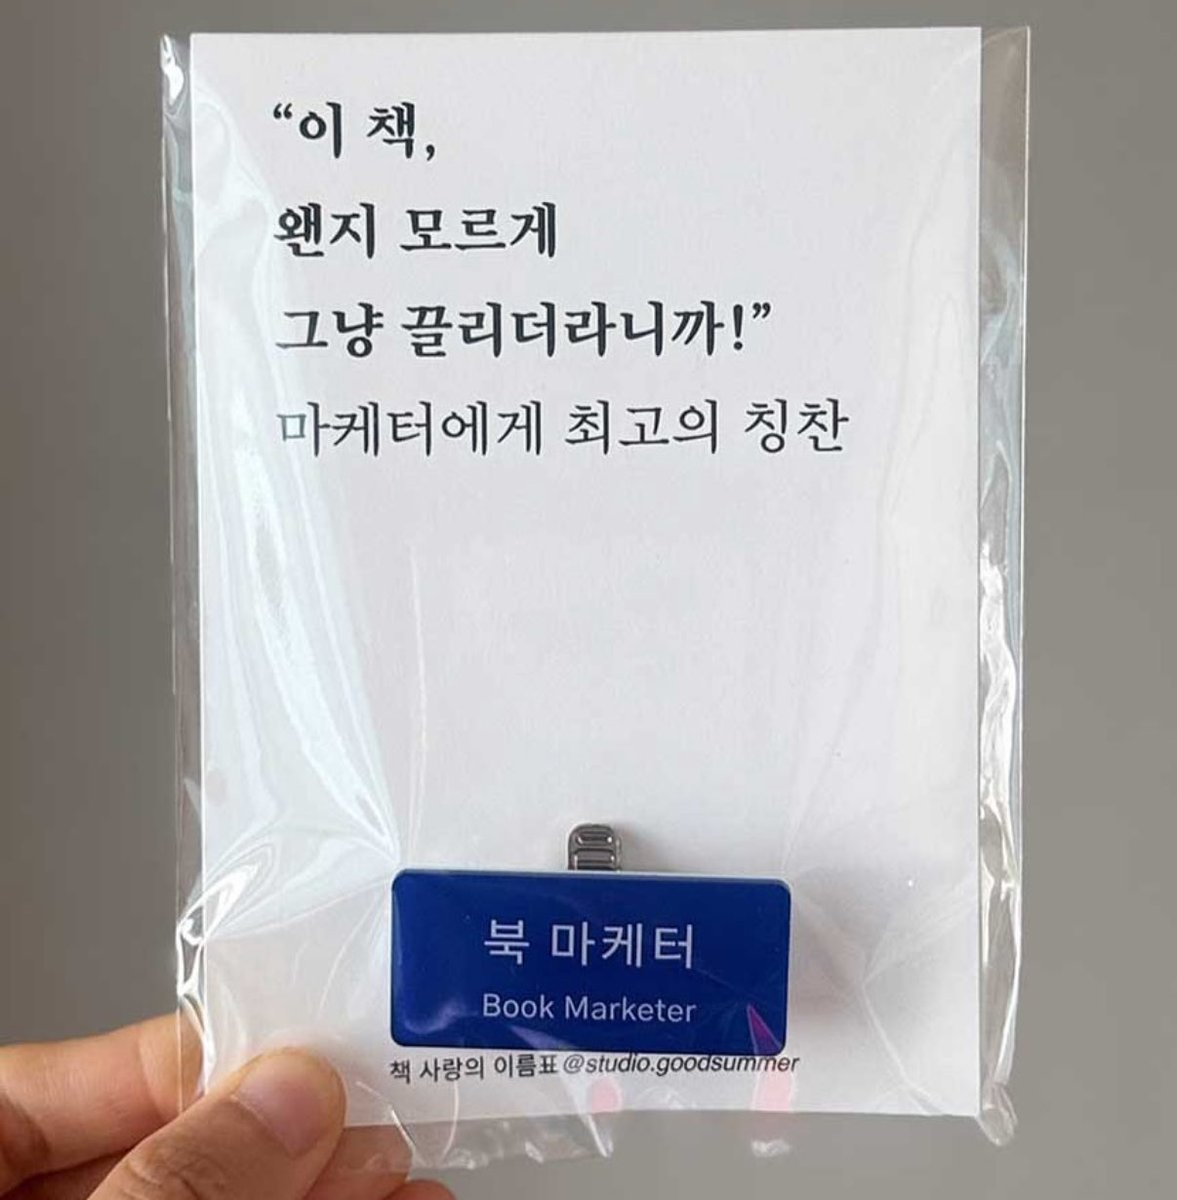 “이 책,
왠지 모르게
그냥 끌리더라니까!”
마케터에게 최고의 칭찬
북 마케터
Book Marketer
책 사랑의 이름표 @studio.goodsummer